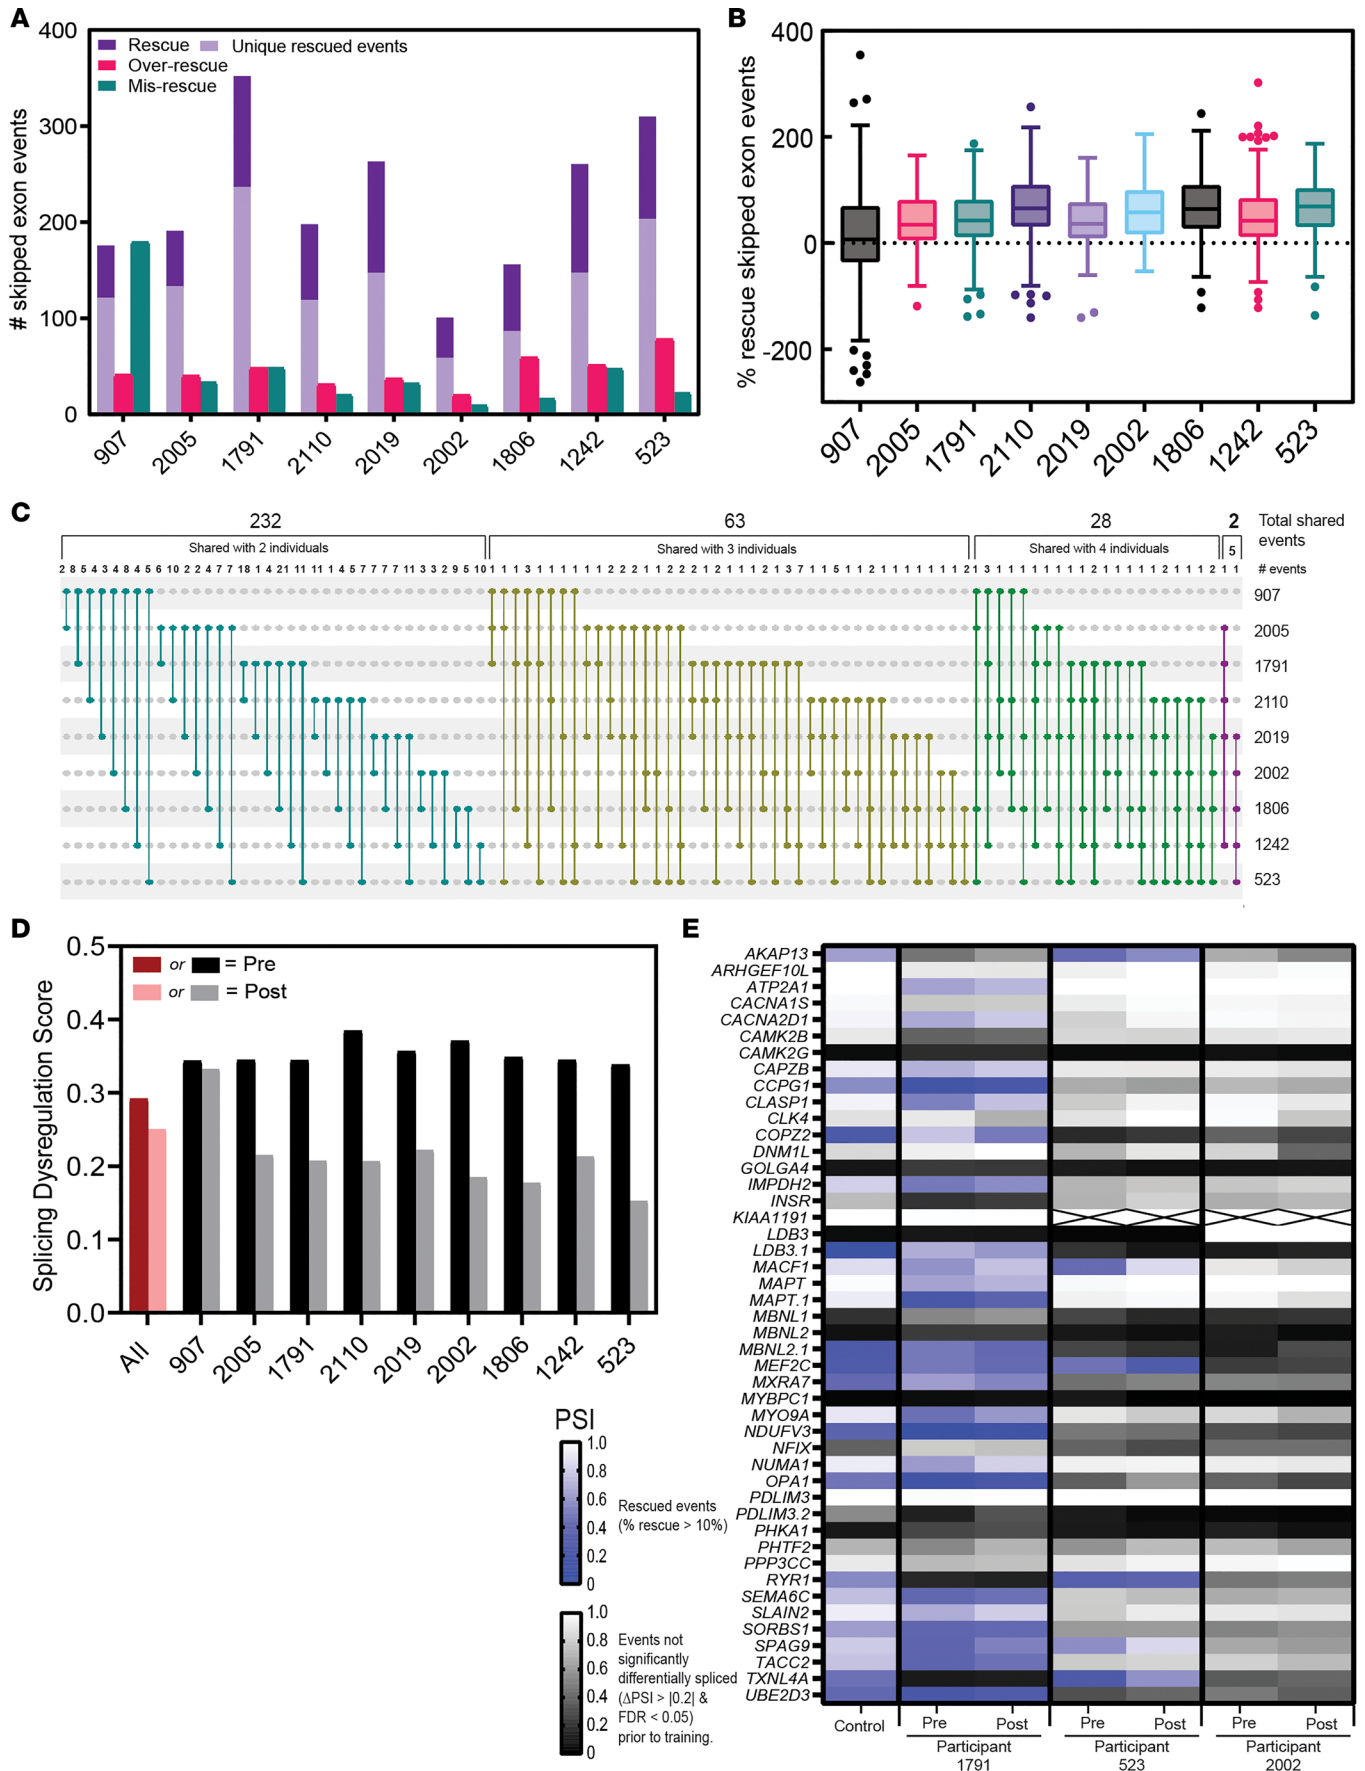 A
# skipped exon events
400
300
200
100
0
Rescue
Unique rescued events
Over-rescue
Mis-rescue
907
2005
1791
2110
2019
2002
1806
1242
523
B
% rescue skipped exon events
400
200
0
-200
907
2005
1791
2110
2019
2002
1806
1242
523
C
232
63
28
2
Total shared
events
Shared with 2 individuals
Shared with 3 individuals
Shared with 4 individuals
5
# events
907
2005
1791
2110
2019
2002
1806
1242
523
D
Splicing Dysregulation Score
0.5
0.4
0.3
0.2
0.1
0.0
or = Pre
or = Post
All
907
2005
1791
2110
2019
2002
1806
1242
523
PSI
1.0
0.8
0.6
0.4
0.2
0
Rescued events
(% rescue > 10%)
1.0
0.8
0.6
0.4
0.2
0
Events not
significantly
differentially spliced
(ΔPSI > |0.2| &
FDR < 0.05)
prior to training.
E
AKAP13
ARHGEF10L
ATP2A1
CACNA1S
CACNA2D1
CAMK2B
CAMK2G
CAPZB
CCPG1
CLASP1
CLK4
COPZ2
DNM1L
GOLGA4
IMPDH2
INSR
KIAA1191
LDB3
LDB3.1
MACF1
MAPT
MAPT.1
MBNL1
MBNL2
MBNL2.1
MEF2C
MXRA7
MYBPC1
MYO9A
NDUFV3
NFIX
NUMA1
OPA1
PDLIM3
PDLIM3.2
PHKA1
PHTF2
PPP3CC
RYR1
SEMA6C
SLAIN2
SORBS1
SPAG9
TACC2
TXNL4A
UBE2D3
Control
Pre
Post
Pre
Post
Pre
Post
Participant
1791
Participant
523
Participant
2002